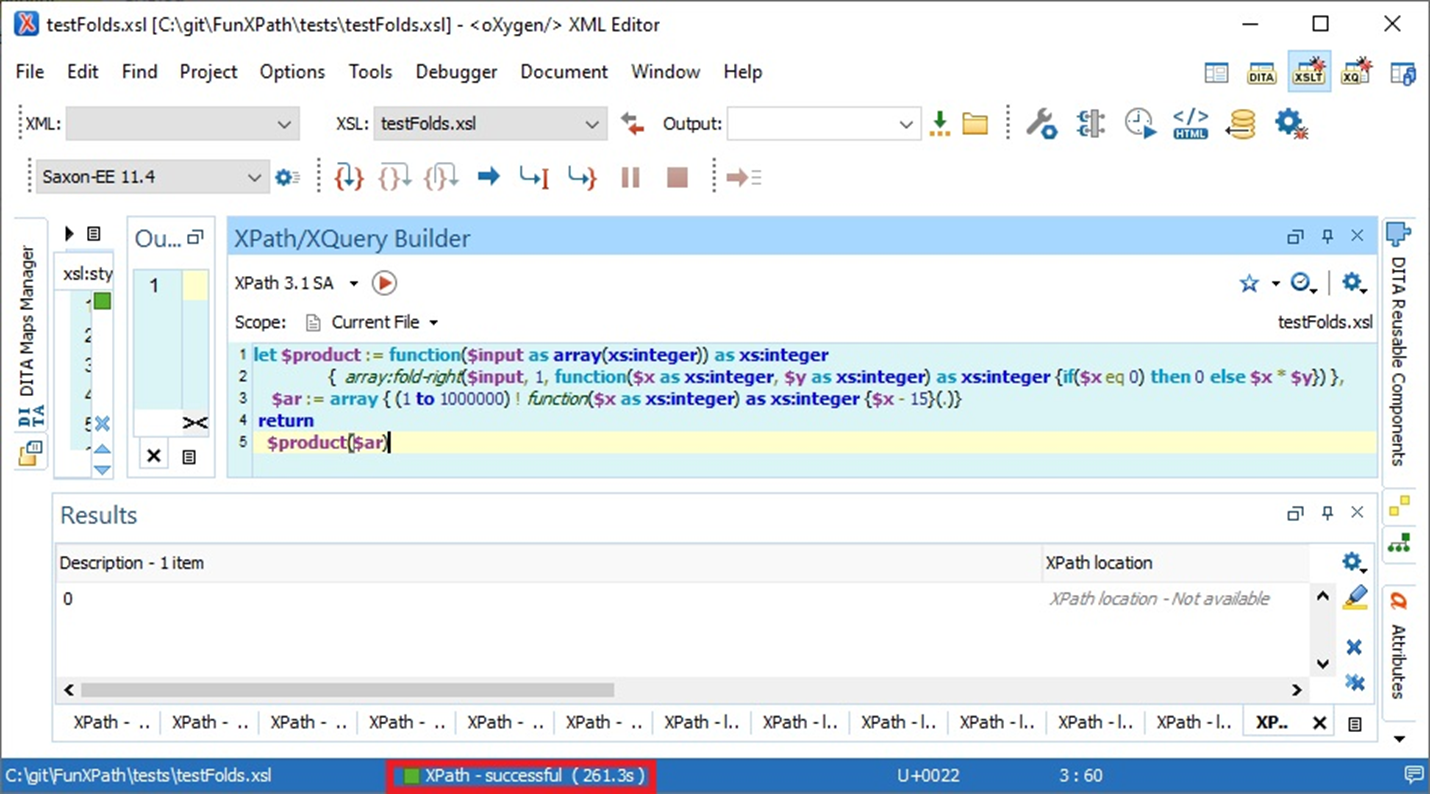 testFolds.xsl [C:\git\FunXPath\tests\testFolds.xsl] - <oXygen/> XML Editor
File Edit Find Project Options Tools Debugger Document Window Help
DITA XSLT XQ
XML: XSL: testFolds.xsl Output: </> HTML
Saxon-EE 11.4
DITA Maps Manager
DI TA
xsl:sty
1
2
3
4
5
Ou...
1
XPath/XQuery Builder
XPath 3.1 SA
Scope: Current File testFolds.xsl
1 let $product := function($input as array(xs:integer)) as xs:integer
2 { array:fold-right($input, 1, function($x as xs:integer, $y as xs:integer) as xs:integer {if($x eq 0) then 0 else $x * $y}) },
3 $ar := array { (1 to 1000000) ! function($x as xs:integer) as xs:integer {$x - 15}(.)}
4 return
5 $product($ar)
DITA Reusable Components
Results
Description - 1 item XPath location
0 XPath location - Not available
Attributes
XPath - .. XPath - .. XPath - .. XPath - .. XPath - .. XPath - .. XPath - l.. XPath - l.. XPath - l.. XPath - l.. XPath - l.. XPath - l.. XP..
C:\git\FunXPath\tests\testFolds.xsl XPath - successful ( 261.3s ) U+0022 3 : 60